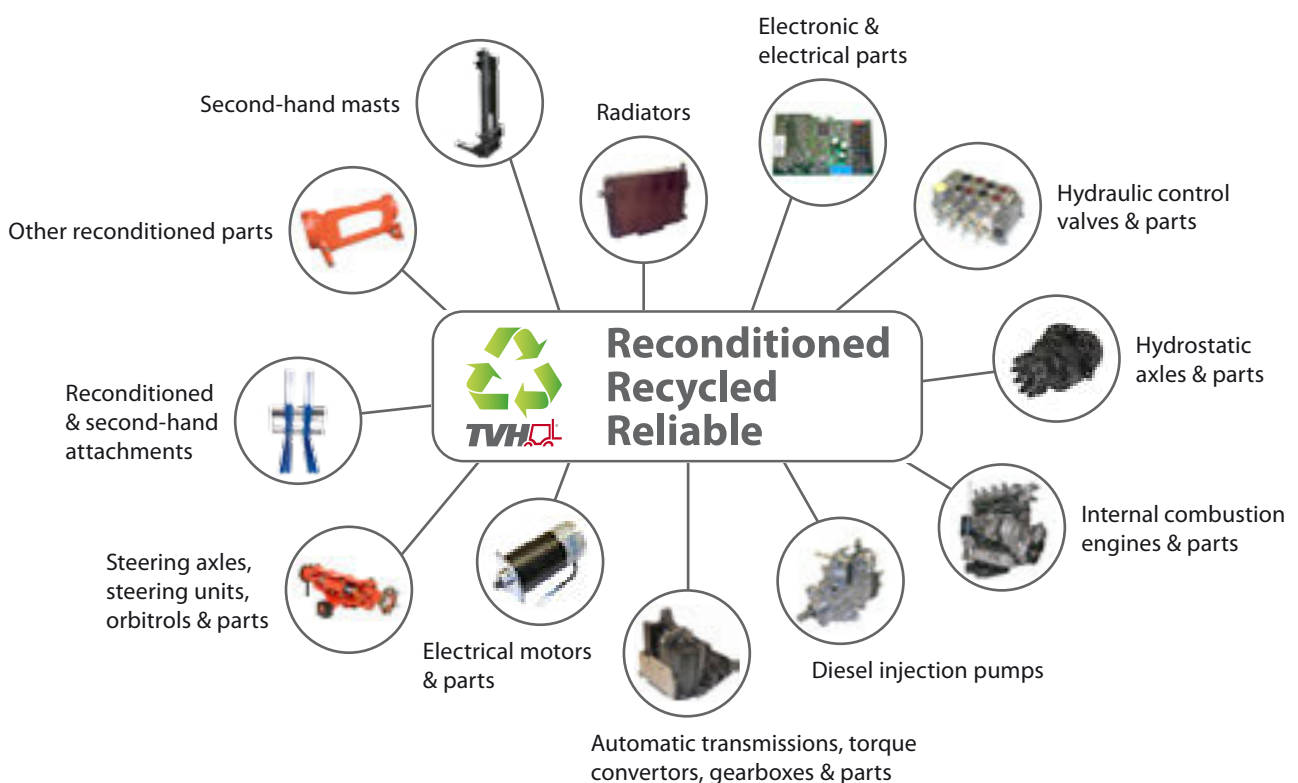 Electronic &
electrical parts
Second-hand masts
Radiators
Hydraulic control
valves & parts
Other reconditioned parts
Reconditioned
Recycled
Reliable
TVH
Hydrostatic
axles & parts
Reconditioned
& second-hand
attachments
Internal combustion
engines & parts
Steering axles,
steering units,
orbitrols & parts
Electrical motors
& parts
Diesel injection pumps
Automatic transmissions, torque
convertors, gearboxes & parts